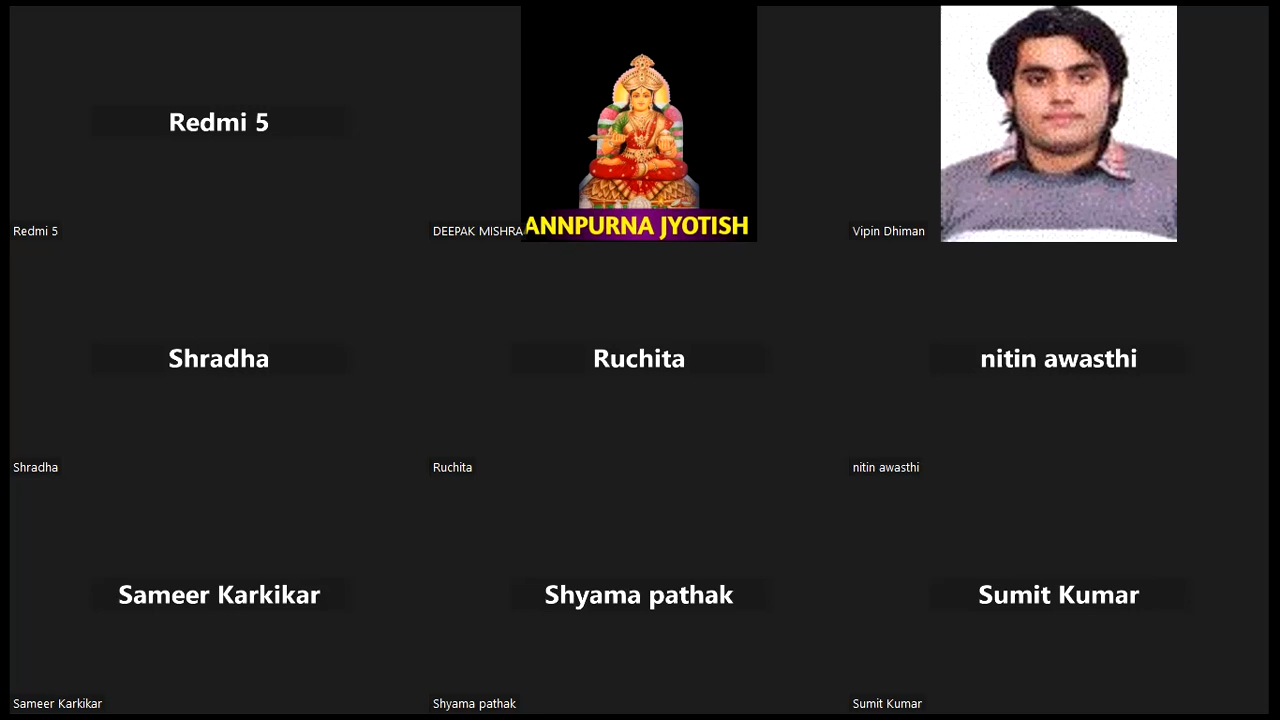 Redmi 5
Redmi 5
DEEPAK MISHRA
ANNPURNA JYOTISH
Vipin Dhiman
Shradha
Shradha
Ruchita
Ruchita
nitin awasthi
nitin awasthi
Sameer Karkikar
Sameer Karkikar
Shyama pathak
Shyama pathak
Sumit Kumar
Sumit Kumar